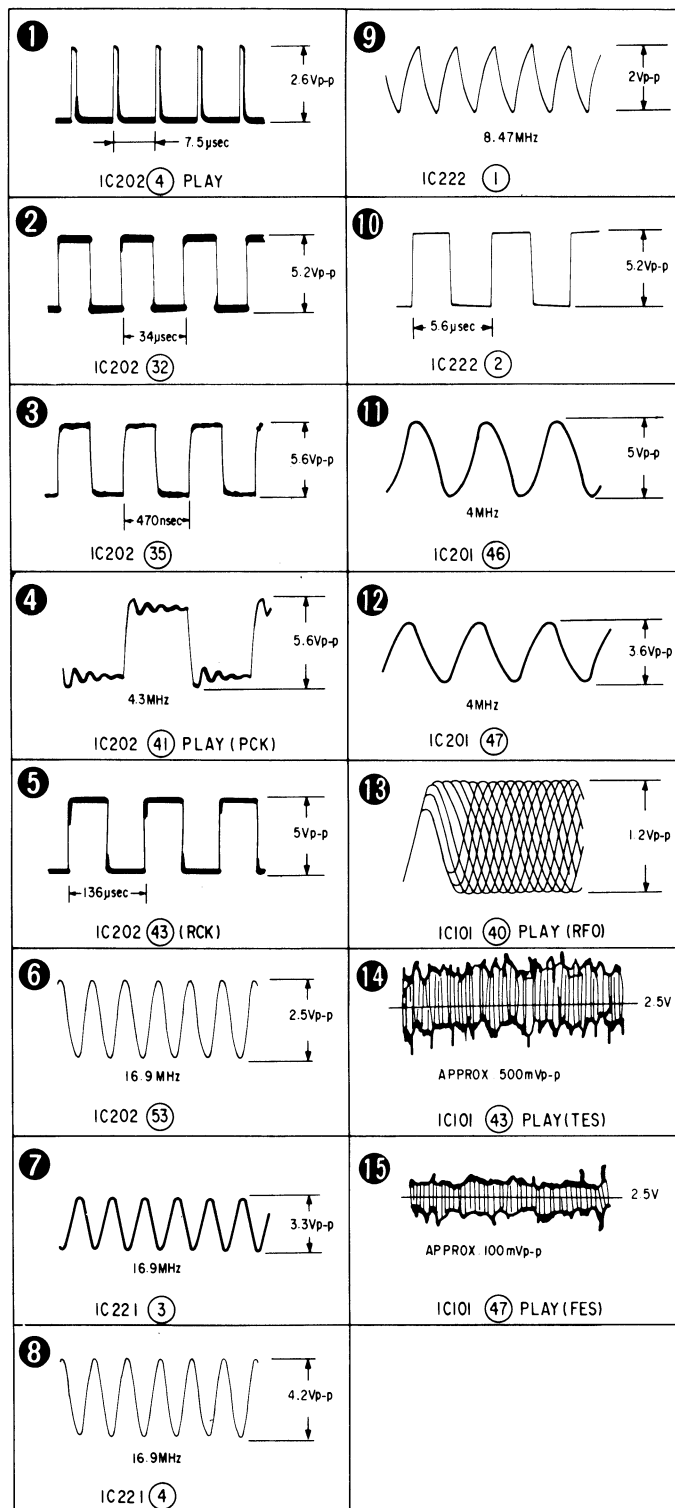 1
2.6Vp-p
7.5µsec
IC202 4 PLAY
2
5.2Vp-p
34µsec
IC202 32
3
5.6Vp-p
470nsec
IC202 35
4
5.6Vp-p
4.3MHz
IC202 41 PLAY (PCK)
5
5Vp-p
136µsec
IC202 43 (RCK)
6
2.5Vp-p
16.9MHz
IC202 53
7
3.3Vp-p
16.9MHz
IC221 3
8
4.2Vp-p
16.9MHz
IC221 4
9
2Vp-p
8.47MHz
IC222 1
10
5.2Vp-p
5.6µsec
IC222 2
11
5Vp-p
4MHz
IC201 46
12
3.6Vp-p
4MHz
IC201 47
13
1.2Vp-p
IC101 40 PLAY (RFO)
14
2.5V
APPROX. 500mVp-p
IC101 43 PLAY(TES)
15
2.5V
APPROX. 100mVp-p
IC101 47 PLAY(FES)